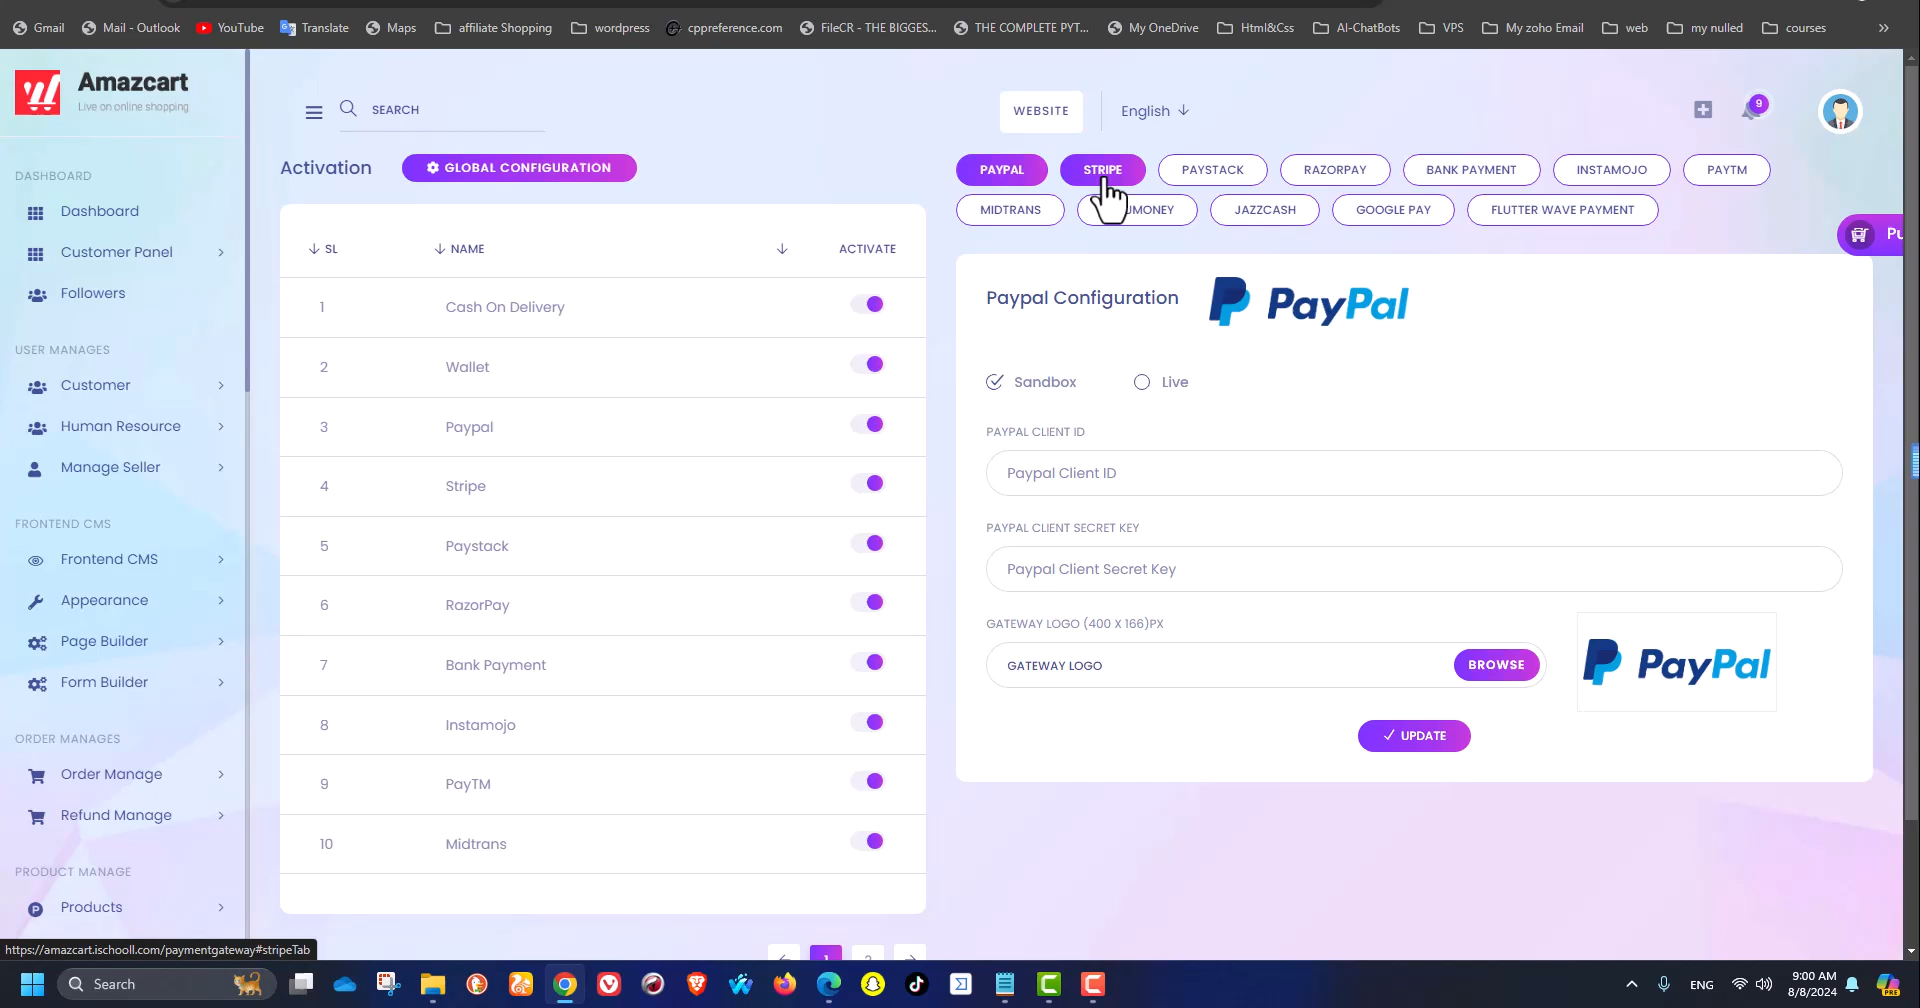 Gmail
Mail - Outlook
YouTube
Translate
Maps
affiliate Shopping
wordpress
cppreference.com
FileCR - THE BIGGES...
THE COMPLETE PYT...
My OneDrive
Html&Css
AI-ChatBots
VPS
My zoho Email
web
my nulled
courses
Amazcart
Live on online shopping
SEARCH
WEBSITE
English
9
DASHBOARD
Dashboard
Customer Panel
Followers
USER MANAGES
Customer
Human Resource
Manage Seller
FRONTEND CMS
Frontend CMS
Appearance
Page Builder
Form Builder
ORDER MANAGES
Order Manage
Refund Manage
PRODUCT MANAGE
Products
Activation
GLOBAL CONFIGURATION
SL NAME ACTIVATE
1 Cash On Delivery
2 Wallet
3 Paypal
4 Stripe
5 Paystack
6 RazorPay
7 Bank Payment
8 Instamojo
9 PayTM
10 Midtrans
1 2
PAYPAL STRIPE PAYSTACK RAZORPAY BANK PAYMENT INSTAMOJO PAYTM
MIDTRANS UMONEY JAZZCASH GOOGLE PAY FLUTTER WAVE PAYMENT
Pu
Paypal Configuration
PayPal
Sandbox
Live
PAYPAL CLIENT ID
Paypal Client ID
PAYPAL CLIENT SECRET KEY
Paypal Client Secret Key
GATEWAY LOGO (400 X 166)PX
GATEWAY LOGO
BROWSE
PayPal
UPDATE
https://amazcart.ischooll.com/paymentgateway#stripeTab
Search
ENG
9:00 AM
8/8/2024
PRE